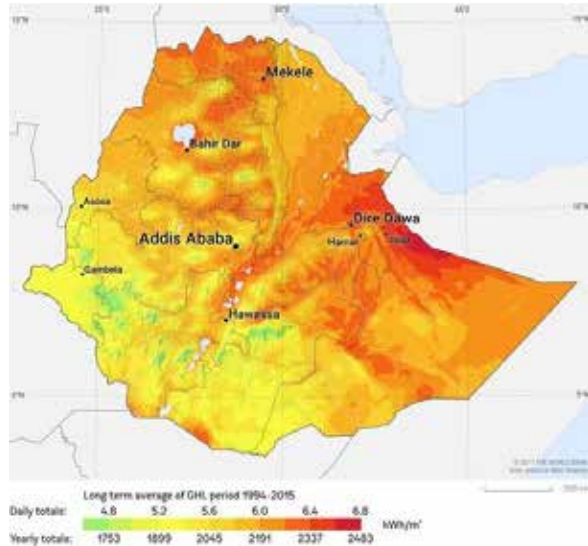 Mekele
Bahir Dar
Asosa
Dire Dawa
Addis Ababa
Harrar
Gambela
Hawassa
Long term average of GHI, period 1994-2015
Daily totals: 4.8 5.2 5.6 6.0 6.4 6.8
kWh/m²
Yearly totals: 1753 1899 2045 2191 2337 2483